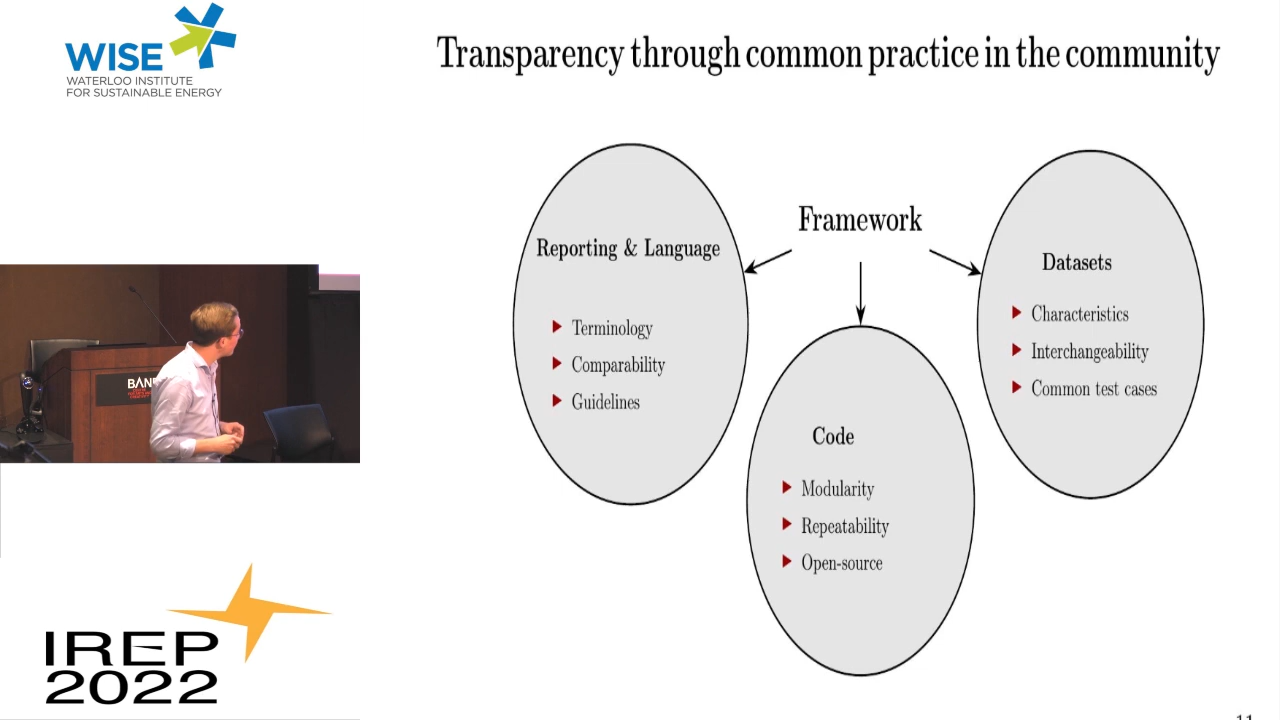 WISE
WATERLOO INSTITUTE
FOR SUSTAINABLE ENERGY
Transparency through common practice in the community
Framework
Reporting & Language
Terminology
Comparability
Guidelines
Code
Modularity
Repeatability
Open-source
Datasets
Characteristics
Interchangeability
Common test cases
BAN
IREP
2022
11